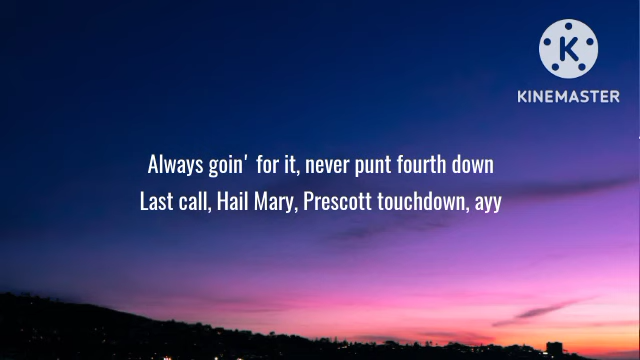 KINEMASTER
Always goin' for it, never punt fourth down
Last call, Hail Mary, Prescott touchdown, ayy